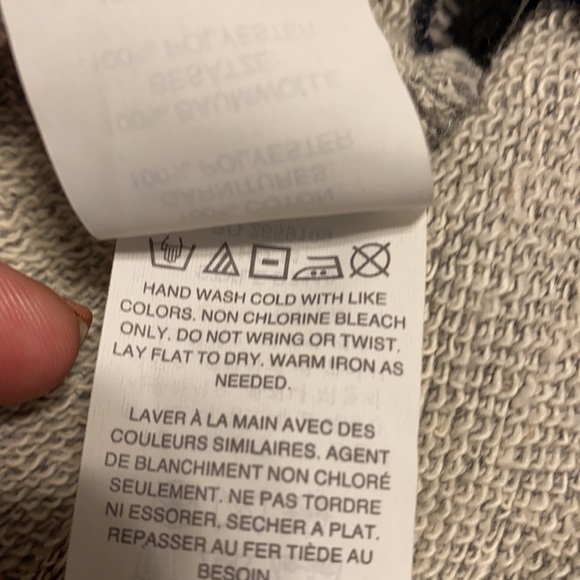 HAND WASH COLD WITH LIKE
COLORS. NON CHLORINE BLEACH
ONLY. DO NOT WRING OR TWIST.
LAY FLAT TO DRY. WARM IRON AS
NEEDED.
LAVER À LA MAIN AVEC DES
COULEURS SIMILAIRES. AGENT
DE BLANCHIMENT NON CHLORÉ
SEULEMENT. NE PAS TORDRE
NI ESSORER. SECHER A PLAT.
REPASSER AU FER TIÈDE AU
BESOIN